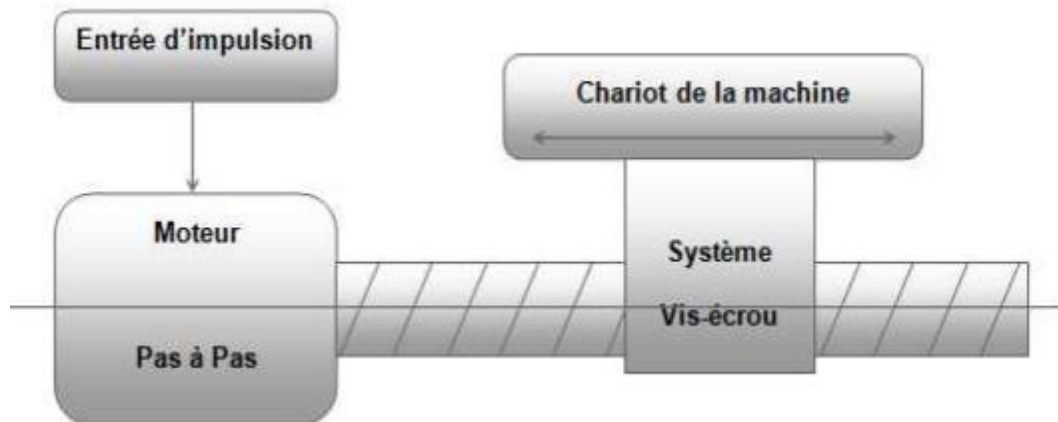 Entrée d'impulsion
Chariot de la machine
Moteur
Pas à Pas
Système
Vis-écrou